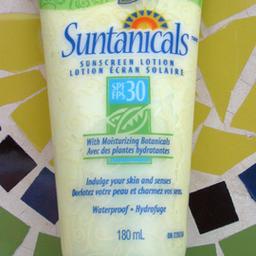 Suntanicals™
SUNSCREEN LOTION
LOTION ÉCRAN SOLAIRE
SPF
FPS 30
With Moisturizing Botanicals
Avec des plantes hydratantes
Indulge your skin and senses
Dorlotez votre peau et charmez vos sens.
Waterproof • Hydrofuge
180 mL